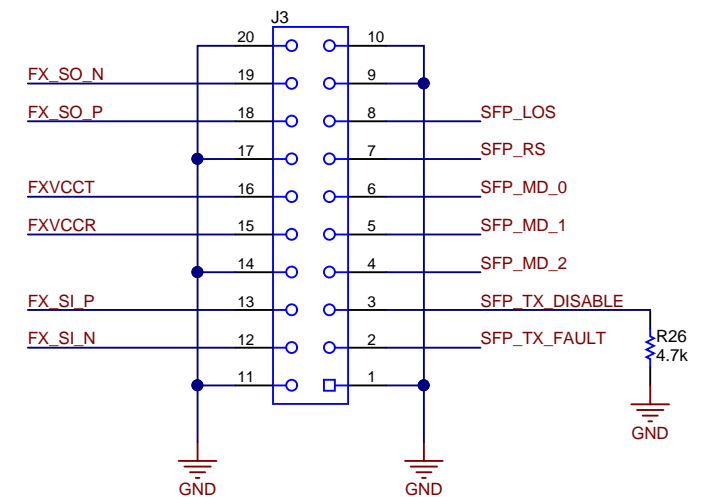 J3
20 10
FX_SO_N 19 9
FX_SO_P 18 8 SFP_LOS
17 7 SFP_RS
FXVCCT 16 6 SFP_MD_0
FXVCCR 15 5 SFP_MD_1
14 4 SFP_MD_2
FX_SI_P 13 3 SFP_TX_DISABLE
FX_SI_N 12 2 SFP_TX_FAULT
R26
4.7k
11 1
GND
GND GND